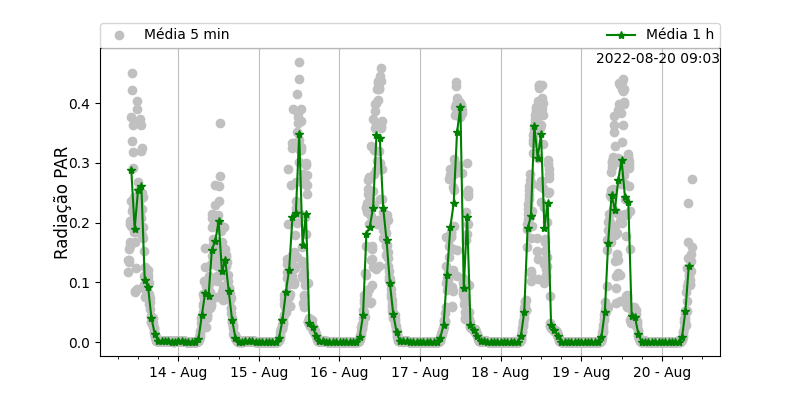 Média 5 min
Média 1 h
2022-08-20 09:03
Radiação PAR
0.4
0.3
0.2
0.1
0.0
14 - Aug
15 - Aug
16 - Aug
17 - Aug
18 - Aug
19 - Aug
20 - Aug